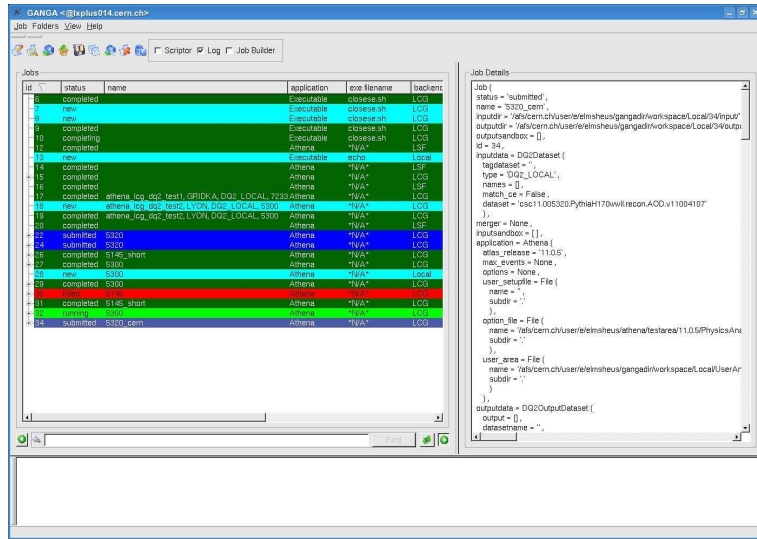 GANGA <@lxplus014.cern.ch>
Job Folders View Help
Scriptor Log Job Builder
Jobs
id status name application exe filename backend
6 completed Executable closese.sh LCG
7 new Executable closese.sh LCG
8 new Executable closese.sh LCG
9 completed Executable closese.sh LCG
10 completing Executable closese.sh LCG
12 completed Athena *N/A* LSF
13 new Executable echo Local
14 completed Athena *N/A* LSF
15 completed Athena *N/A* LCG
16 completed Athena *N/A* LSF
17 completed athena_lcg_dq2_test1, GRIDKA, DQ2_LOCAL, 7233 Athena *N/A* LCG
18 new athena_lcg_dq2_test2, LYON, DQ2_LOCAL, 5300 Athena *N/A* LCG
19 completed athena_lcg_dq2_test2, LYON, DQ2_LOCAL, 5300 Athena *N/A* LCG
20 completed Athena *N/A* LSF
22 submitted 5320 Athena *N/A* LCG
24 submitted 5320 Athena *N/A* LCG
26 completed 5145_short Athena *N/A* LCG
27 completed 5300 Athena *N/A* LCG
28 new 5300 Athena *N/A* Local
29 completed 5300 Athena *N/A* LCG
30 killed 5145 Athena *N/A* LCG
31 completed 5145_short Athena *N/A* LCG
32 running 5300 Athena *N/A* LCG
34 submitted 5320_cern Athena *N/A* LCG
Find
Job Details
Job (
status = 'submitted' ,
name = '5320_cern' ,
inputdir = '/afs/cern.ch/user/e/elmsheus/gangadir/workspace/Local/34/input/'
outputdir = '/afs/cern.ch/user/e/elmsheus/gangadir/workspace/Local/34/outpu
outputsandbox = [] ,
id = 34 ,
inputdata = DQ2Dataset (
tagdataset = '' ,
type = 'DQ2_LOCAL' ,
names = [] ,
match_ce = False ,
dataset = 'csc11.005320.PythiaH170wwll.recon.AOD.v11004107'
) ,
merger = None ,
inputsandbox = [ ] ,
application = Athena (
atlas_release = '11.0.5' ,
max_events = None ,
options = None ,
user_setupfile = File (
name = '' ,
subdir = '.'
) ,
option_file = File (
name = '/afs/cern.ch/user/e/elmsheus/athena/testarea/11.0.5/PhysicsAna
subdir = '.'
) ,
user_area = File (
name = '/afs/cern.ch/user/e/elmsheus/gangadir/workspace/Local/UserAr
subdir = '.'
)
) ,
outputdata = DQ2OutputDataset (
output = [] ,
datasetname = '' ,